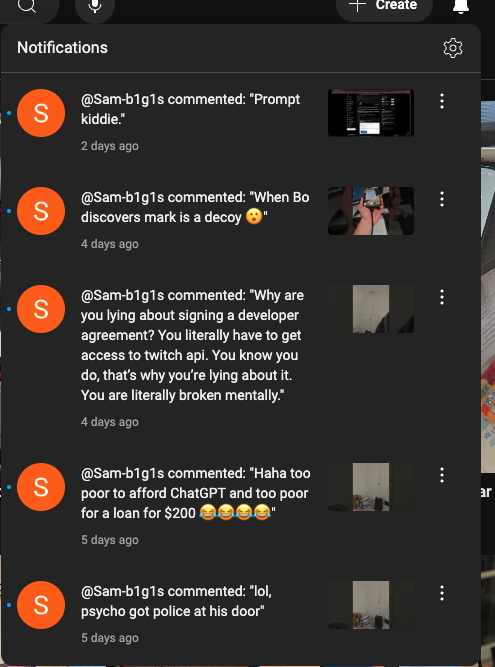 Create
Notifications
S
@Sam-b1g1s commented: "Prompt
kiddie."
2 days ago
S
@Sam-b1g1s commented: "When Bo
discovers mark is a decoy 😮"
4 days ago
S
@Sam-b1g1s commented: "Why are
you lying about signing a developer
agreement? You literally have to get
access to twitch api. You know you
do, that’s why you’re lying about it.
You are literally broken mentally."
4 days ago
S
@Sam-b1g1s commented: "Haha too
poor to afford ChatGPT and too poor
for a loan for $200 😂😂😂😂"
5 days ago
ar
S
@Sam-b1g1s commented: "lol,
psycho got police at his door"
5 days ago